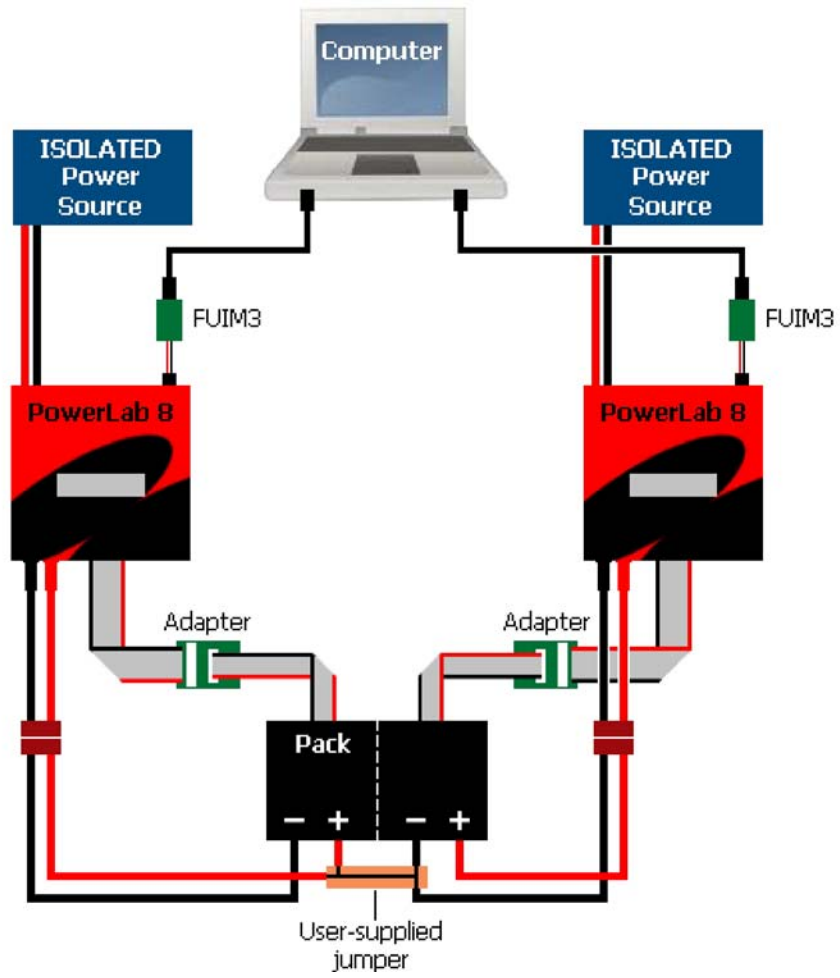 Computer
ISOLATED
Power
Source
ISOLATED
Power
Source
FUIM3
FUIM3
PowerLab 8
PowerLab 8
Adapter
Adapter
Pack
− + − +
User-supplied
jumper